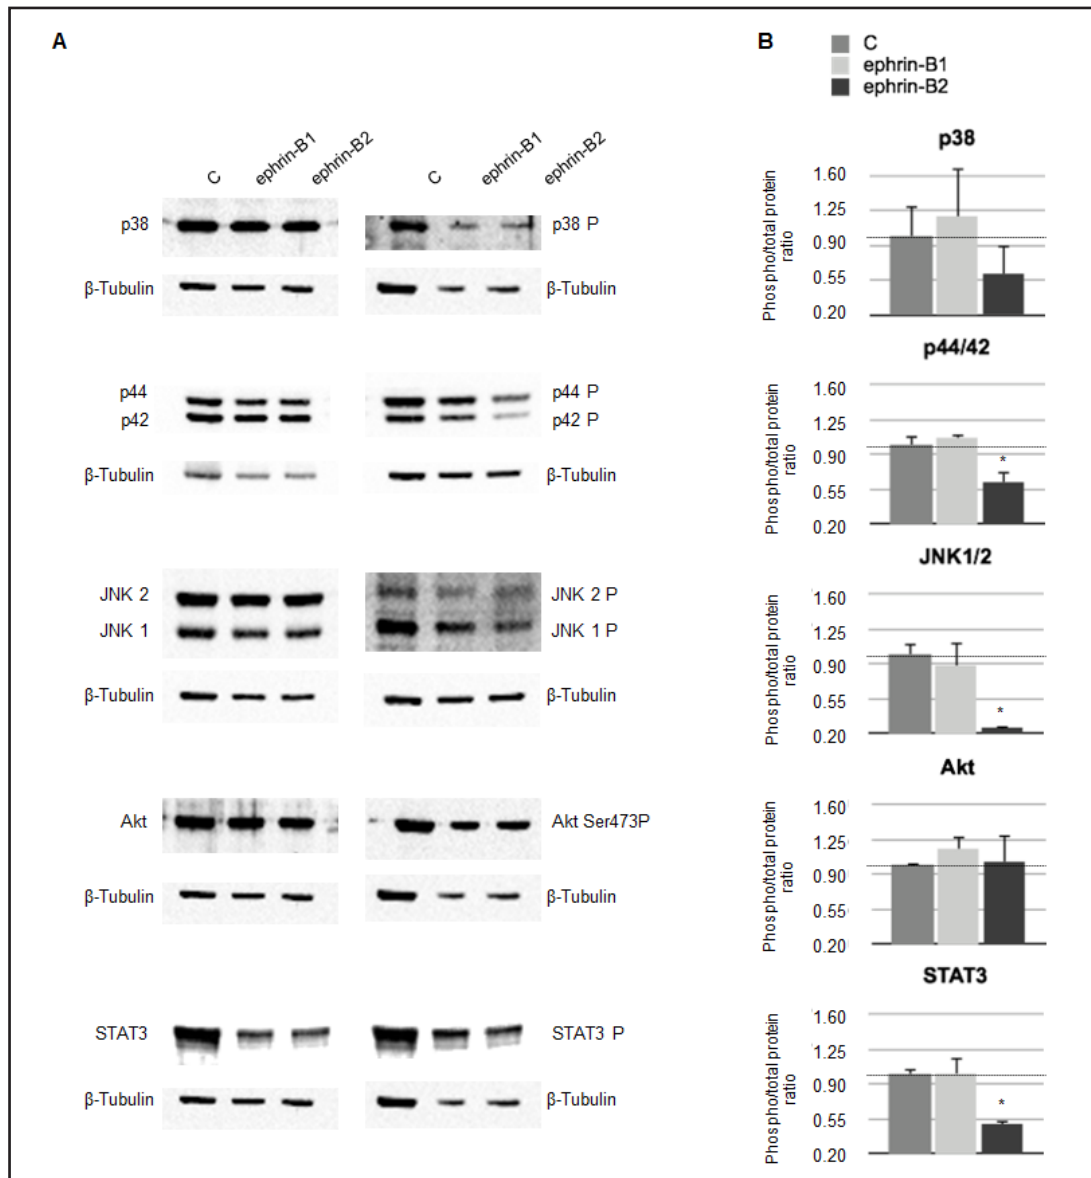 A
C
ephrin-B1
ephrin-B2
C
ephrin-B1
ephrin-B2
p38
p38 P
β-Tubulin
β-Tubulin
p44
p44 P
p42
p42 P
β-Tubulin
β-Tubulin
JNK 2
JNK 2 P
JNK 1
JNK 1 P
β-Tubulin
β-Tubulin
Akt
Akt Ser473P
β-Tubulin
β-Tubulin
STAT3
STAT3 P
β-Tubulin
β-Tubulin
B
C
ephrin-B1
ephrin-B2
p38
Phospho/total protein
ratio
1.60
1.25
0.90
0.55
0.20
p44/42
Phospho/total protein
ratio
1.60
1.25
0.90
0.55
0.20
*
JNK1/2
Phospho/total protein
ratio
1.60
1.25
0.90
0.55
0.20
*
Akt
Phospho/total protein
ratio
1.60
1.25
0.90
0.55
0.20
STAT3
Phospho/total protein
ratio
1.60
1.25
0.90
0.55
0.20
*